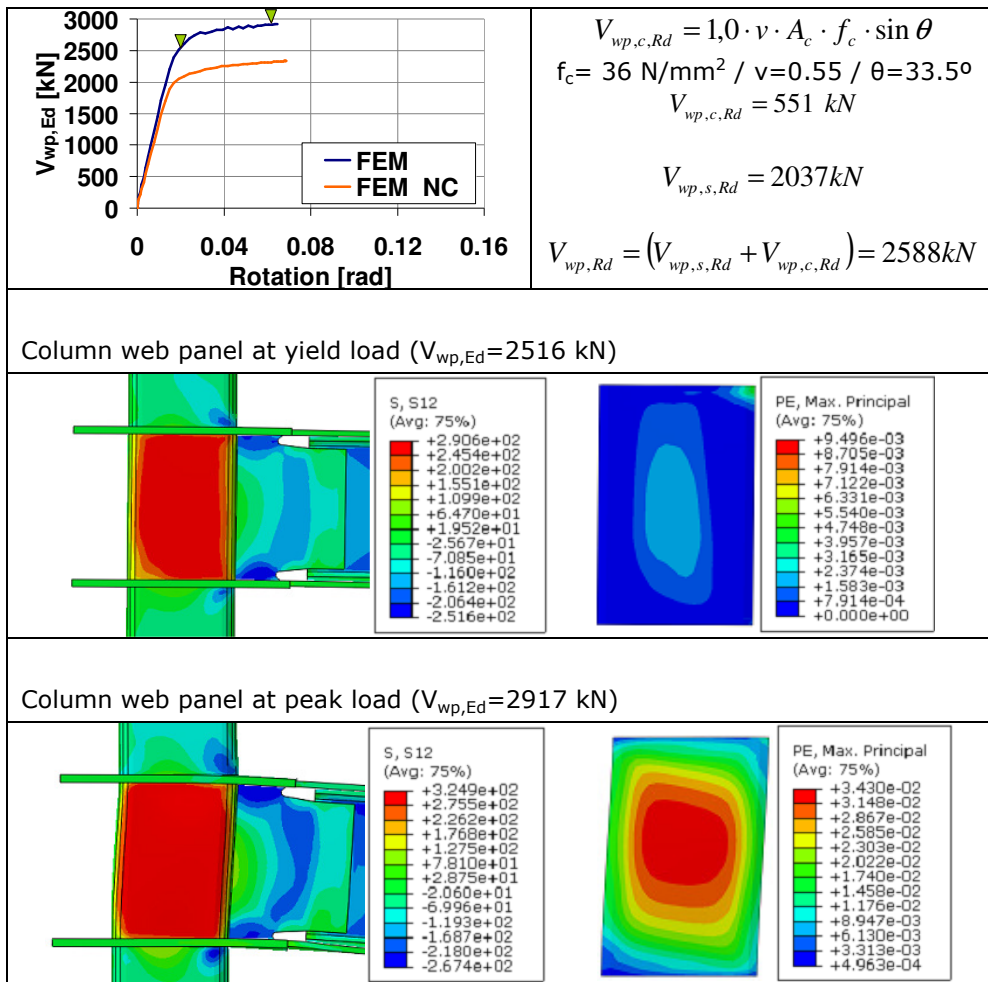 3000
2500
2000
1500
1000
500
0
V_wp,Ed [kN]
FEM
FEM NC
0 0.04 0.08 0.12 0.16
Rotation [rad]
V_wp,c,Rd = 1,0 · v · A_c · f_c · sin θ
f_c= 36 N/mm² / v=0.55 / θ=33.5º
V_wp,c,Rd = 551 kN
V_wp,s,Rd = 2037kN
V_wp,Rd = (V_wp,s,Rd + V_wp,c,Rd) = 2588kN
Column web panel at yield load (V_wp,Ed=2516 kN)
S, S12
(Avg: 75%)
+2.906e+02
+2.454e+02
+2.002e+02
+1.551e+02
+1.099e+02
+6.470e+01
+1.952e+01
-2.567e+01
-7.085e+01
-1.160e+02
-1.612e+02
-2.064e+02
-2.516e+02
PE, Max. Principal
(Avg: 75%)
+9.496e-03
+8.705e-03
+7.914e-03
+7.122e-03
+6.331e-03
+5.540e-03
+4.748e-03
+3.957e-03
+3.165e-03
+2.374e-03
+1.583e-03
+7.914e-04
+0.000e+00
Column web panel at peak load (V_wp,Ed=2917 kN)
S, S12
(Avg: 75%)
+3.249e+02
+2.755e+02
+2.262e+02
+1.768e+02
+1.275e+02
+7.810e+01
+2.875e+01
-2.060e+01
-6.996e+01
-1.193e+02
-1.687e+02
-2.180e+02
-2.674e+02
PE, Max. Principal
(Avg: 75%)
+3.430e-02
+3.148e-02
+2.867e-02
+2.585e-02
+2.303e-02
+2.022e-02
+1.740e-02
+1.458e-02
+1.176e-02
+8.947e-03
+6.130e-03
+3.313e-03
+4.963e-04